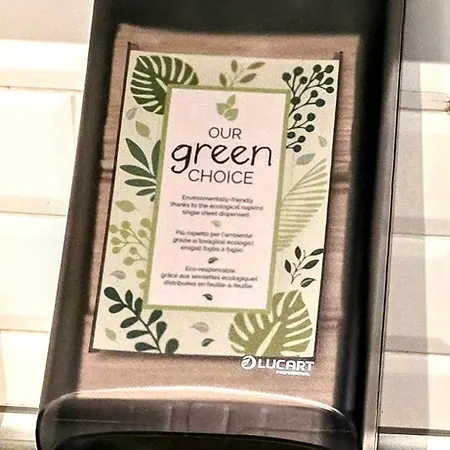 OUR
green
CHOICE
Environmentally-friendly
thanks to the ecological napkins
single sheet dispensed
Più rispetto per l'ambiente
grazie ai tovaglioli ecologici
erogati foglio a foglio
Eco-responsable
grâce aux serviettes écologiques
distribuées en feuille-à-feuille.
LUCART
PROFESSIONAL